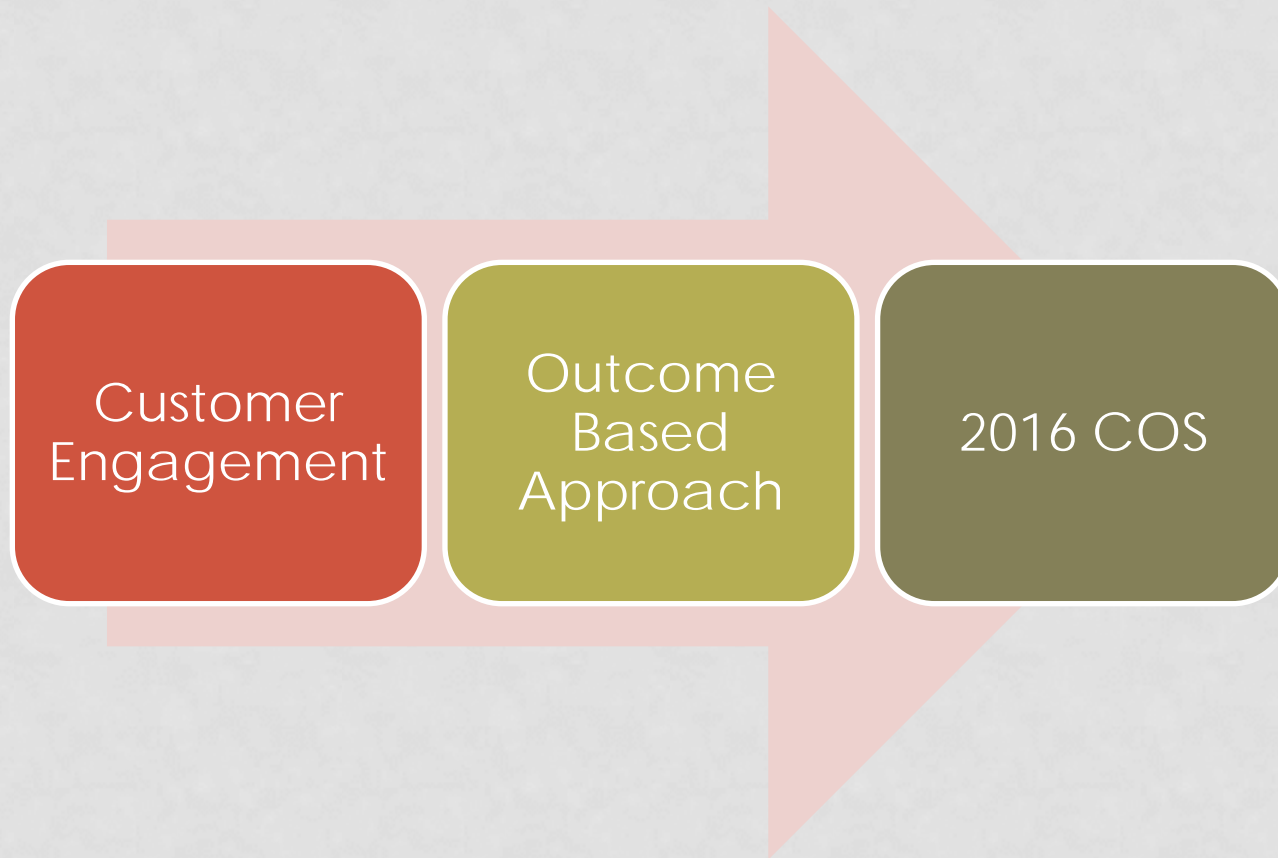 Customer
Engagement
Outcome
Based
Approach
2016 COS